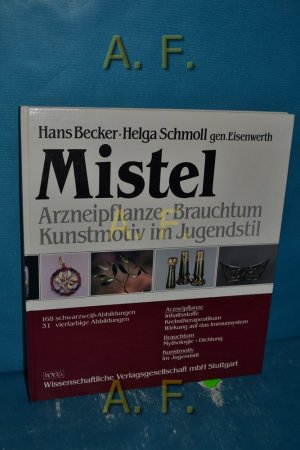 A. F.
Hans Becker · Helga Schmoll gen. Eisenwerth
Mistel
Arzneipflanze · Brauchtum
A. F.
Kunstmotiv im Jugendstil
168 schwarzweiß-Abbildungen
31 vierfarbige Abbildungen
Arzneipflanze
Inhaltsstoffe
Krebstherapeutikum
Wirkung auf das Immunsystem
Brauchtum
Mythologie · Dichtung
Kunstmotiv
im Jugendstil
WVG
Wissenschaftliche Verlagsgesellschaft mbH Stuttgart
A. F.